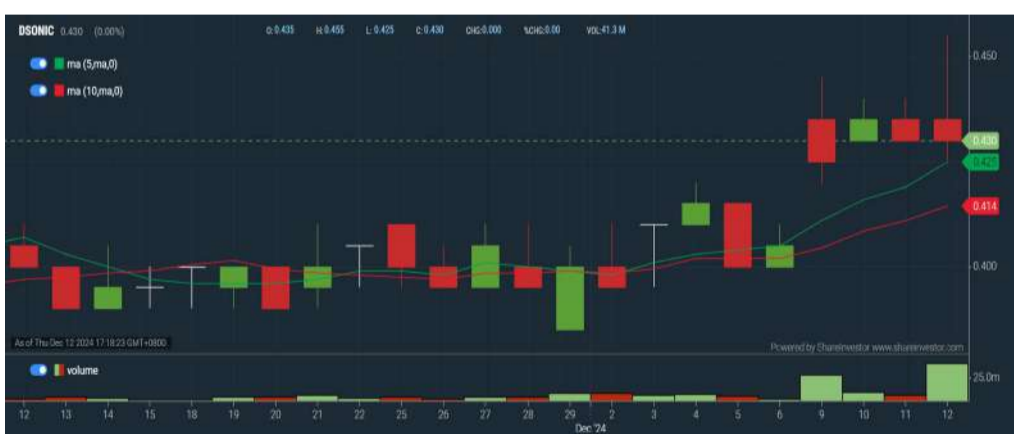 DSONIC 0.430 (0.00%) O: 0.435 H: 0.455 L: 0.425 C: 0.430 CHG:0.000 %CHG:0.00 VOL:41.3 M
ma (5,ma,0)
ma (10,ma,0)
0.450
0.430
0.425
0.414
0.400
As of Thu Dec 12 2024 17:18:23 GMT+0800
Powered by ShareInvestor www.shareinvestor.com
volume
25.0m
12 13 14 15 18 19 20 21 22 25 26 27 28 29 2 3 4 5 6 9 10 11 12
Dec '24